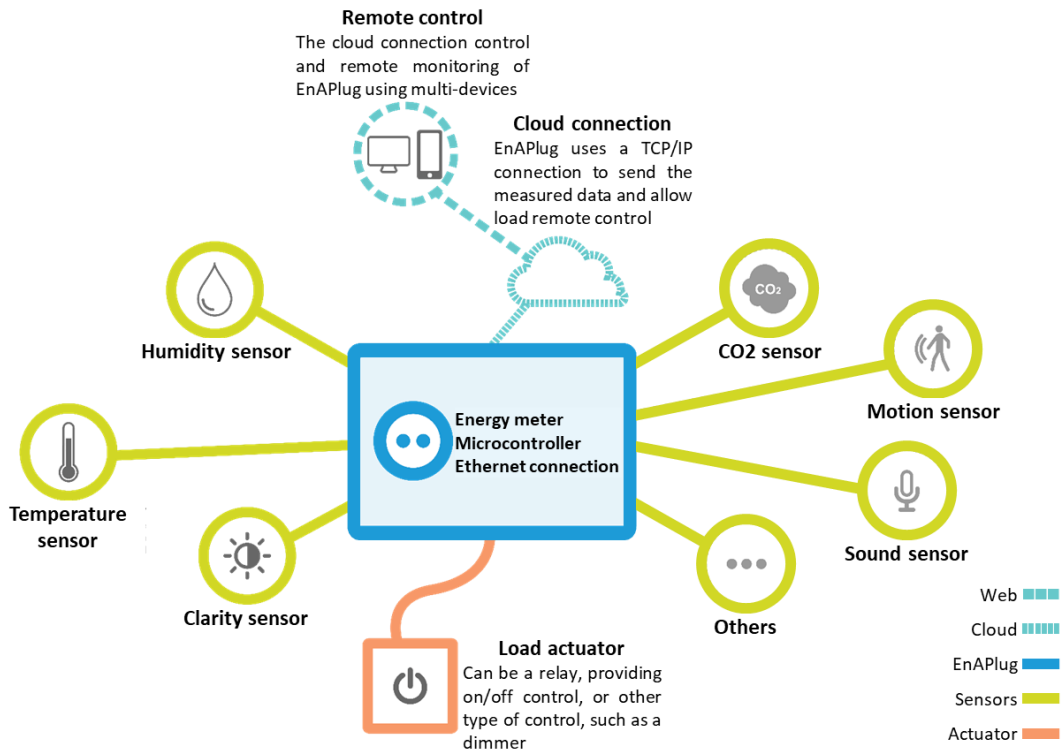 Remote control
The cloud connection control
and remote monitoring of
EnAPlug using multi-devices
Cloud connection
EnAPlug uses a TCP/IP
connection to send the
measured data and allow
load remote control
CO₂
Humidity sensor
CO2 sensor
Motion sensor
Energy meter
Microcontroller
Ethernet connection
Temperature
sensor
Clarity sensor
Sound sensor
Others
Load actuator
Can be a relay, providing
on/off control, or other
type of control, such as a
dimmer
Web
Cloud
EnAPlug
Sensors
Actuator